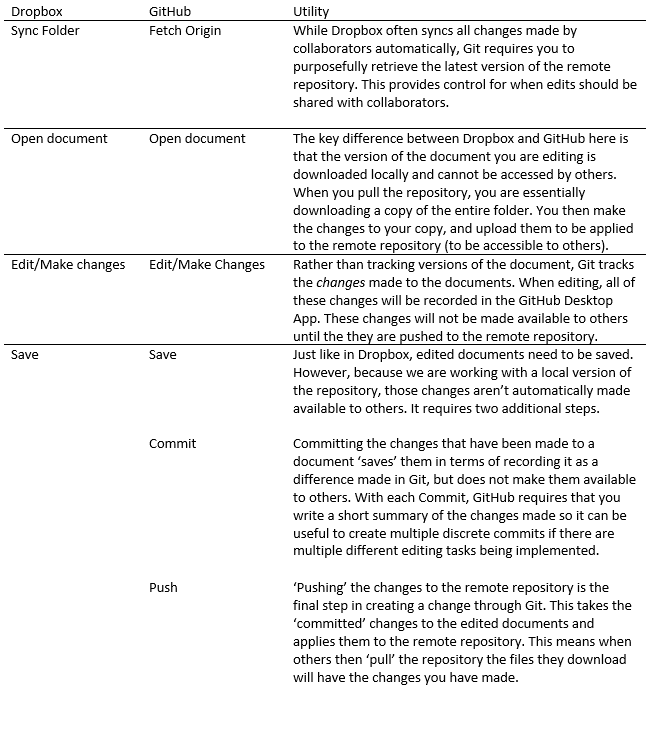 Dropbox GitHub Utility
Sync Folder Fetch Origin While Dropbox often syncs all changes made by
collaborators automatically, Git requires you to
purposefully retrieve the latest version of the remote
repository. This provides control for when edits should be
shared with collaborators.
Open document Open document The key difference between Dropbox and GitHub here is
that the version of the document you are editing is
downloaded locally and cannot be accessed by others.
When you pull the repository, you are essentially
downloading a copy of the entire folder. You then make
the changes to your copy, and upload them to be applied
to the remote repository (to be accessible to others).
Edit/Make changes Edit/Make Changes Rather than tracking versions of the document, Git tracks
the changes made to the documents. When editing, all of
these changes will be recorded in the GitHub Desktop
App. These changes will not be made available to others
until the they are pushed to the remote repository.
Save Save Just like in Dropbox, edited documents need to be saved.
However, because we are working with a local version of
the repository, those changes aren’t automatically made
available to others. It requires two additional steps.
Commit Committing the changes that have been made to a
document ‘saves’ them in terms of recording it as a
difference made in Git, but does not make them available
to others. With each Commit, GitHub requires that you
write a short summary of the changes made so it can be
useful to create multiple discrete commits if there are
multiple different editing tasks being implemented.
Push ‘Pushing’ the changes to the remote repository is the
final step in creating a change through Git. This takes the
‘committed’ changes to the edited documents and
applies them to the remote repository. This means when
others then ‘pull’ the repository the files they download
will have the changes you have made.